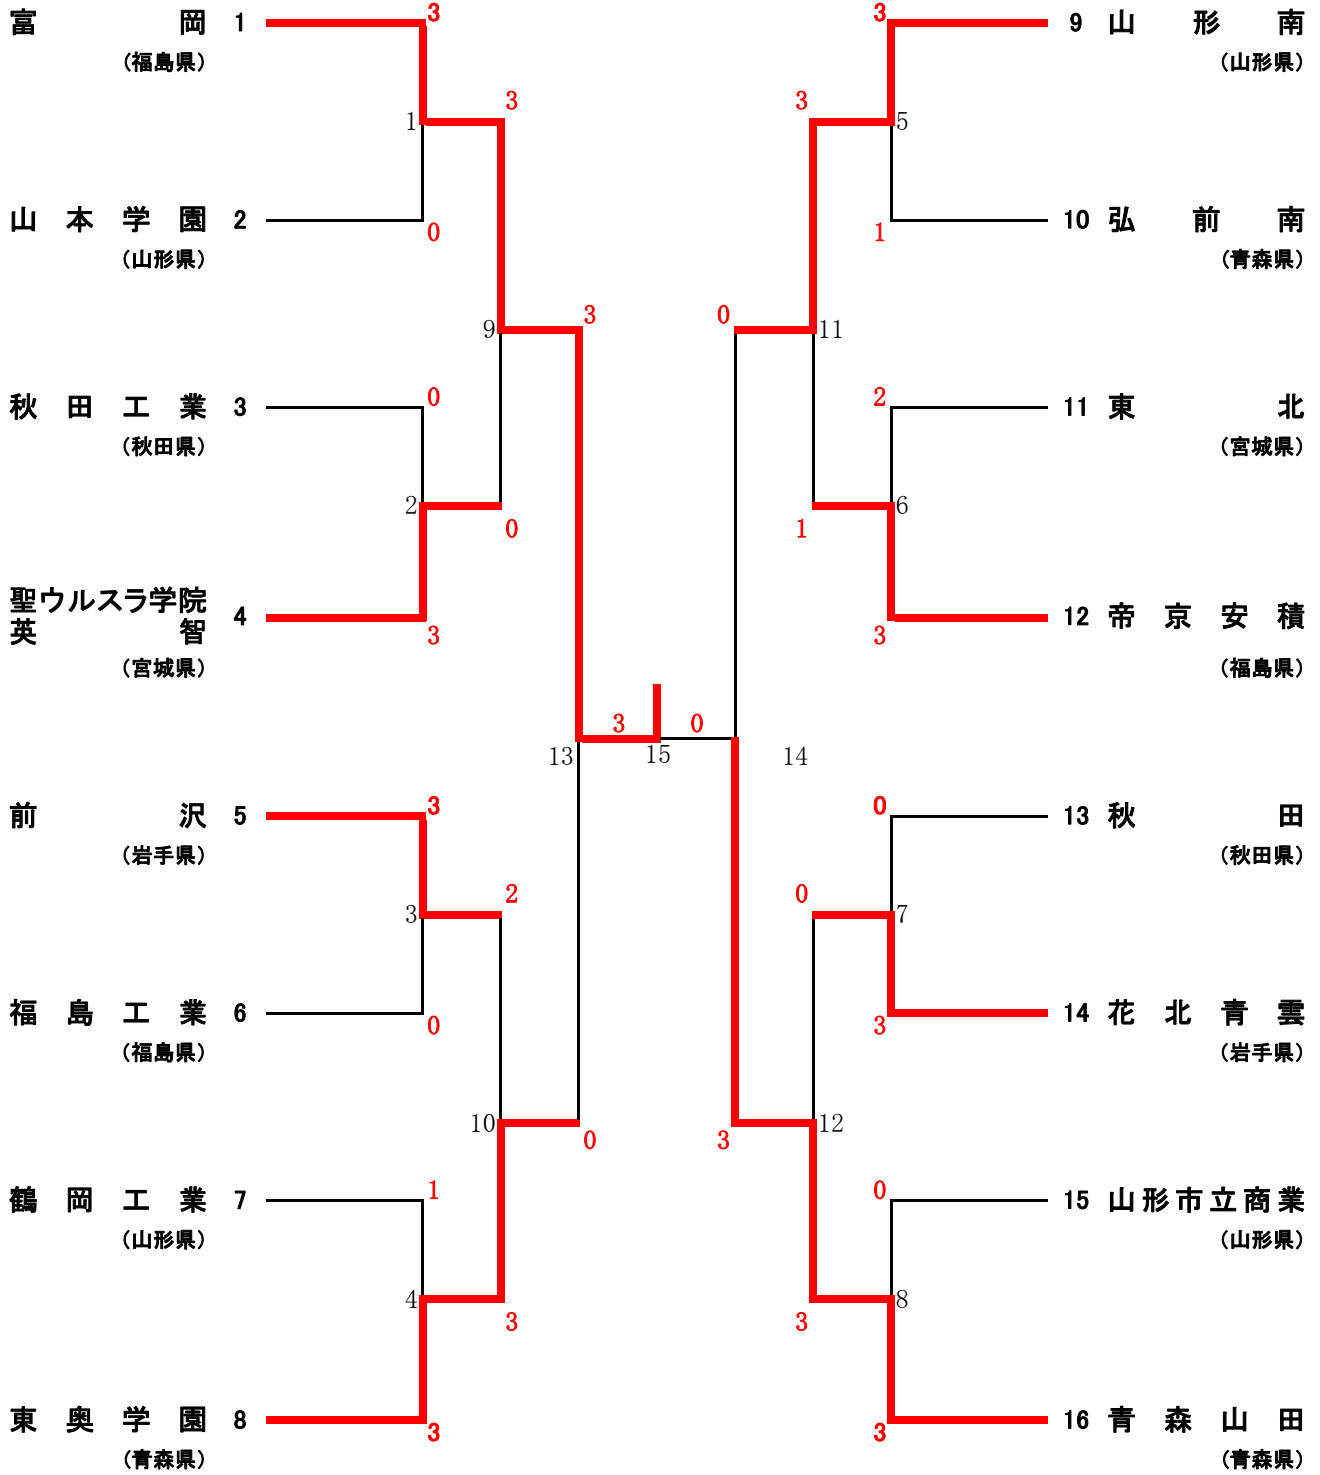 富岡 1 3 3 9 山形南
(福島県) (山形県)
3 3
1 5
山本学園 2 0 1 10 弘前南
(山形県) (青森県)
3 0
9 11
秋田工業 3 0 2 11 東北
(秋田県) (宮城県)
2 6
0 1
聖ウルスラ学院
英智 4 3 3 12 帝京安積
(宮城県) (福島県)
3 0
13 15 14
前沢 5 3 0 13 秋田
(岩手県) (秋田県)
2 0
3 7
福島工業 6 0 3 14 花北青雲
(福島県) (岩手県)
10 12
0 3
鶴岡工業 7 1 0 15 山形市立商業
(山形県) (山形県)
4 8
3 3
東奥学園 8 3 3 16 青森山田
(青森県) (青森県)